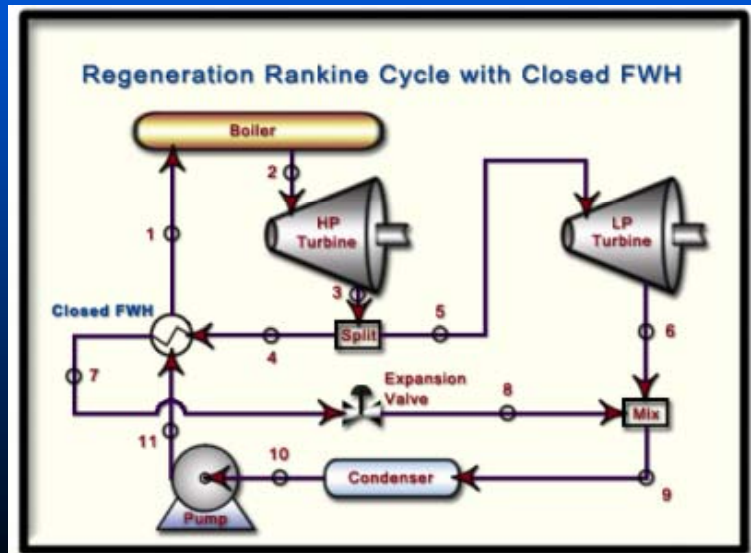 Regeneration Rankine Cycle with Closed FWH
Boiler
2
1
HP
Turbine
LP
Turbine
3
5
Closed FWH
Split
4
6
7
Expansion
Valve
8
Mix
11
10
Condenser
9
Pump